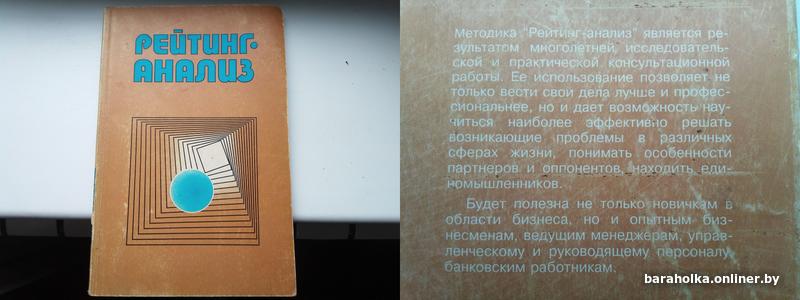 РЕЙТИНГ-
АНАЛИЗ
Методика "Рейтинг-анализ" является ре-
зультатом многолетней исследователь-
ской и практической консультационной
работы. Ее использование позволяет не
только вести свои дела лучше и профес-
сиональнее, но и дает возможность нау-
читься наиболее эффективно решать
возникающие проблемы в различных
сферах жизни, понимать особенности
партнеров и оппонентов, находить еди-
номышленников.
Будет полезна не только новичкам в
области бизнеса, но и опытным биз-
несменам, ведущим менеджерам, управ-
ленческому и руководящему персоналу,
банковским работникам.
baraholka.onliner.by